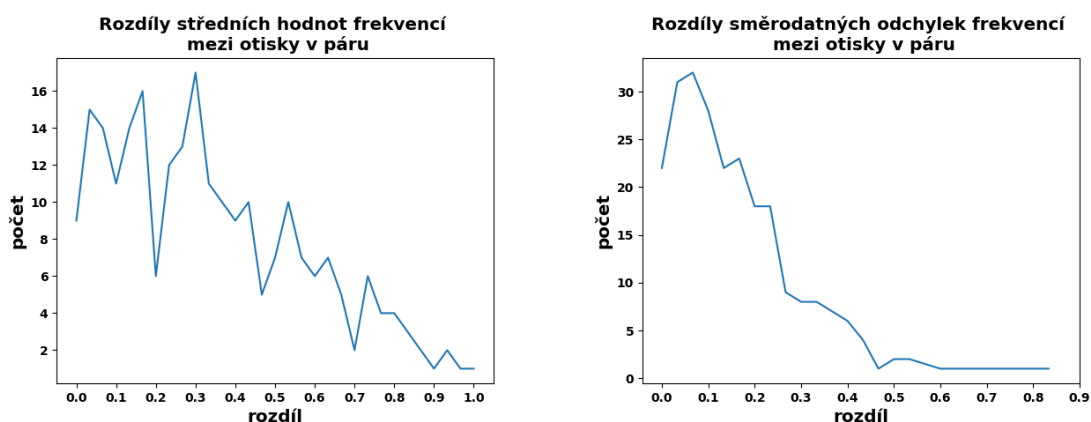 Rozdíly středních hodnot frekvencí
mezi otisky v páru
16
14
12
10
8
6
4
2
počet
0.0 0.1 0.2 0.3 0.4 0.5 0.6 0.7 0.8 0.9 1.0
rozdíl
Rozdíly směrodatných odchylek frekvencí
mezi otisky v páru
30
25
20
15
10
5
0
počet
0.0 0.1 0.2 0.3 0.4 0.5 0.6 0.7 0.8 0.9
rozdíl